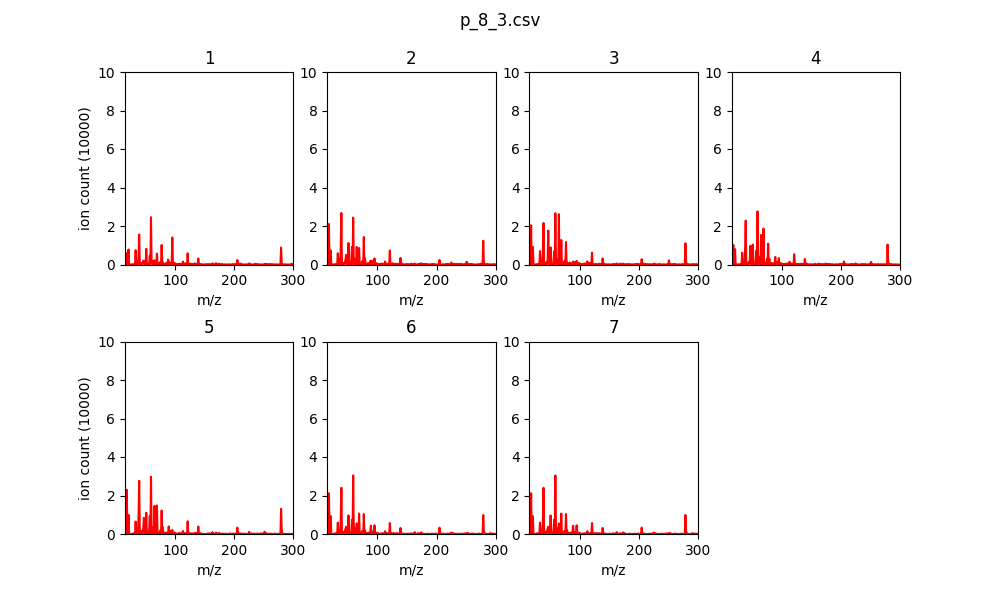 p_8_3.csv
1 2 3 4
ion count (10000)
10 10 10 10
8 8 8 8
6 6 6 6
4 4 4 4
2 2 2 2
0 0 0 0
100 200 300 100 200 300 100 200 300 100 200 300
m/z m/z m/z m/z
5 6 7
ion count (10000)
10 10 10
8 8 8
6 6 6
4 4 4
2 2 2
0 0 0
100 200 300 100 200 300 100 200 300
m/z m/z m/z